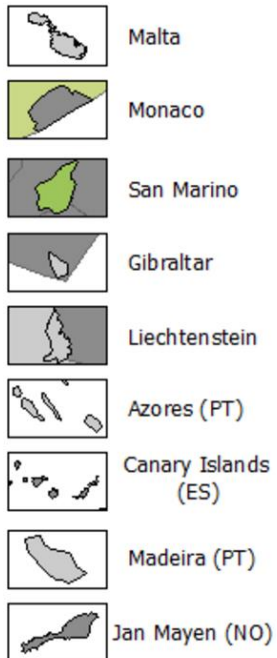 Malta
Monaco
San Marino
Gibraltar
Liechtenstein
Azores (PT)
Canary Islands
(ES)
Madeira (PT)
Jan Mayen (NO)